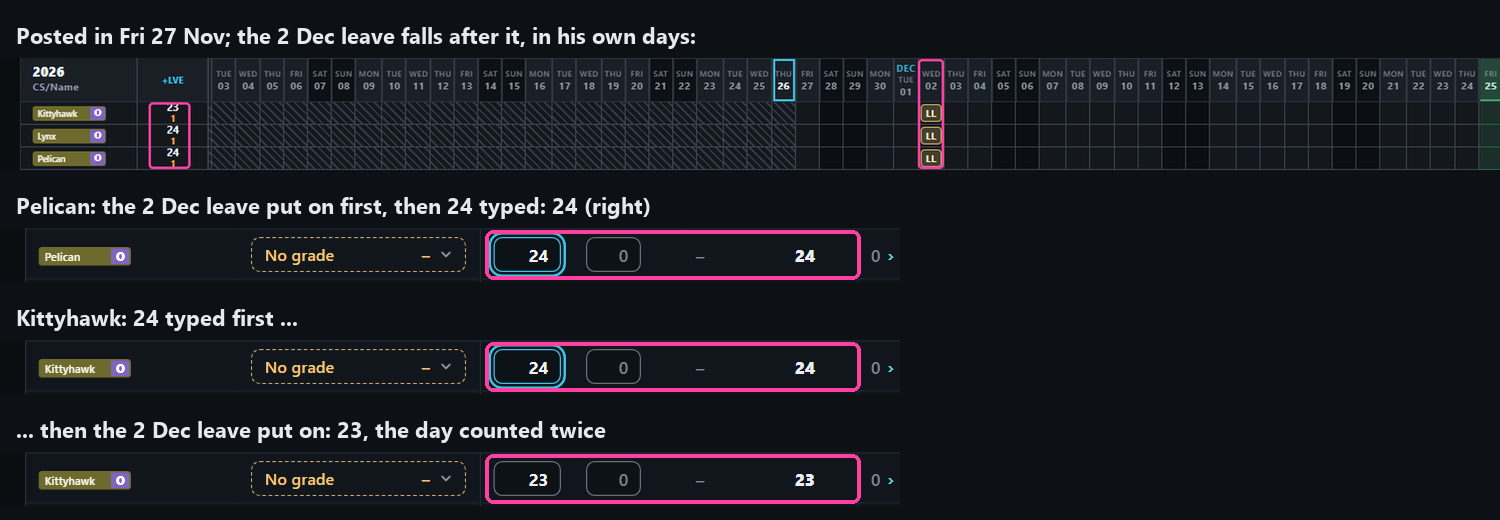 Posted in Fri 27 Nov; the 2 Dec leave falls after it, in his own days:
2026
CS/Name
+LVE
TUE 03 WED 04 THU 05 FRI 06 SAT 07 SUN 08 MON 09 TUE 10 WED 11 THU 12 FRI 13 SAT 14 SUN 15 MON 16 TUE 17 WED 18 THU 19 FRI 20 SAT 21 SUN 22 MON 23 TUE 24 WED 25 THU 26 FRI 27 SAT 28 SUN 29 MON 30 DEC TUE 01 WED 02 THU 03 FRI 04 SAT 05 SUN 06 MON 07 TUE 08 WED 09 THU 10 FRI 11 SAT 12 SUN 13 MON 14 TUE 15 WED 16 THU 17 FRI 18 SAT 19 SUN 20 MON 21 TUE 22 WED 23 THU 24 FRI 25
Kittyhawk O 23 1 LL
Lynx O 24 1 LL
Pelican O 24 1 LL
Pelican: the 2 Dec leave put on first, then 24 typed: 24 (right)
Pelican O No grade – 24 0 – 24 0 ›
Kittyhawk: 24 typed first ...
Kittyhawk O No grade – 24 0 – 24 0 ›
... then the 2 Dec leave put on: 23, the day counted twice
Kittyhawk O No grade – 23 0 – 23 0 ›